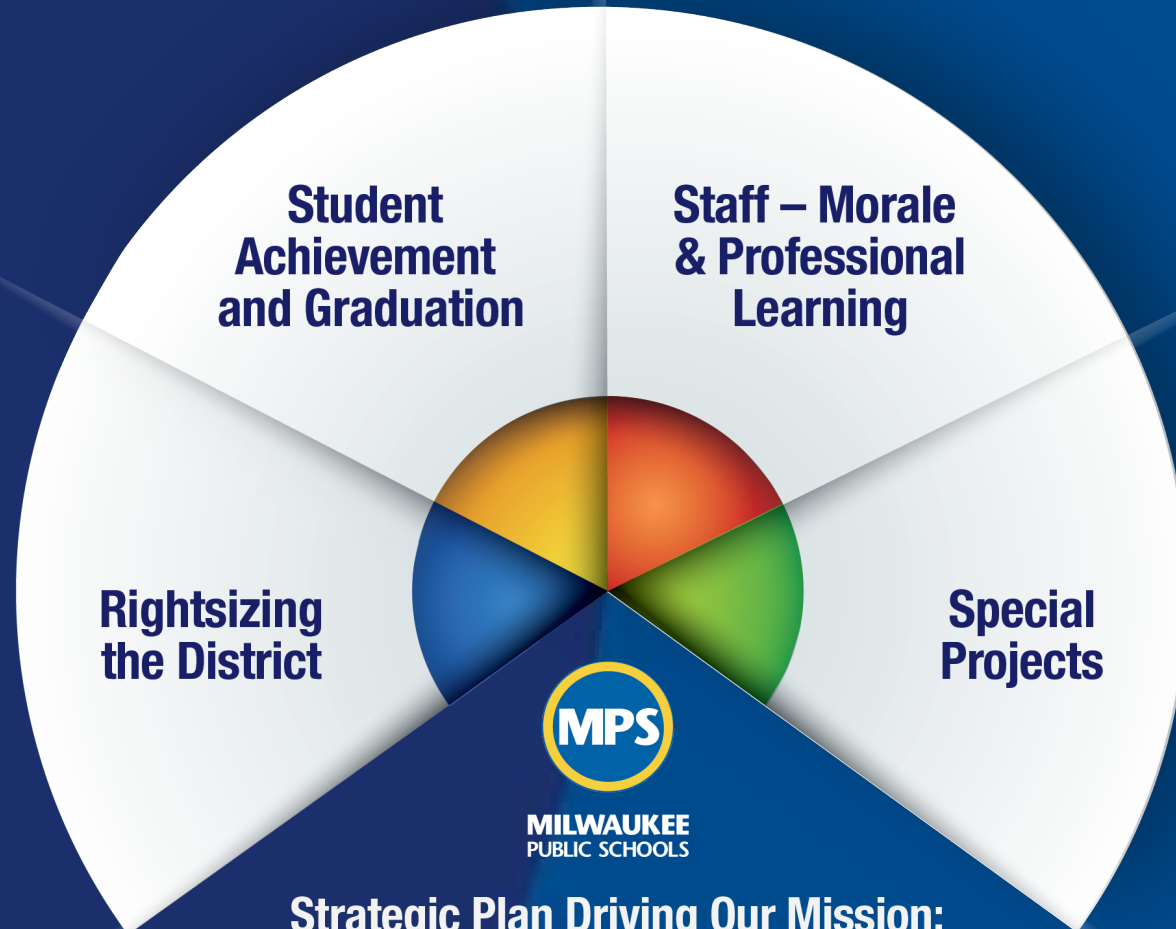 Student
Achievement
and Graduation
Staff – Morale
& Professional
Learning
Rightsizing
the District
Special
Projects
MPS
MILWAUKEE
PUBLIC SCHOOLS
Strategic Plan Driving Our Mission: